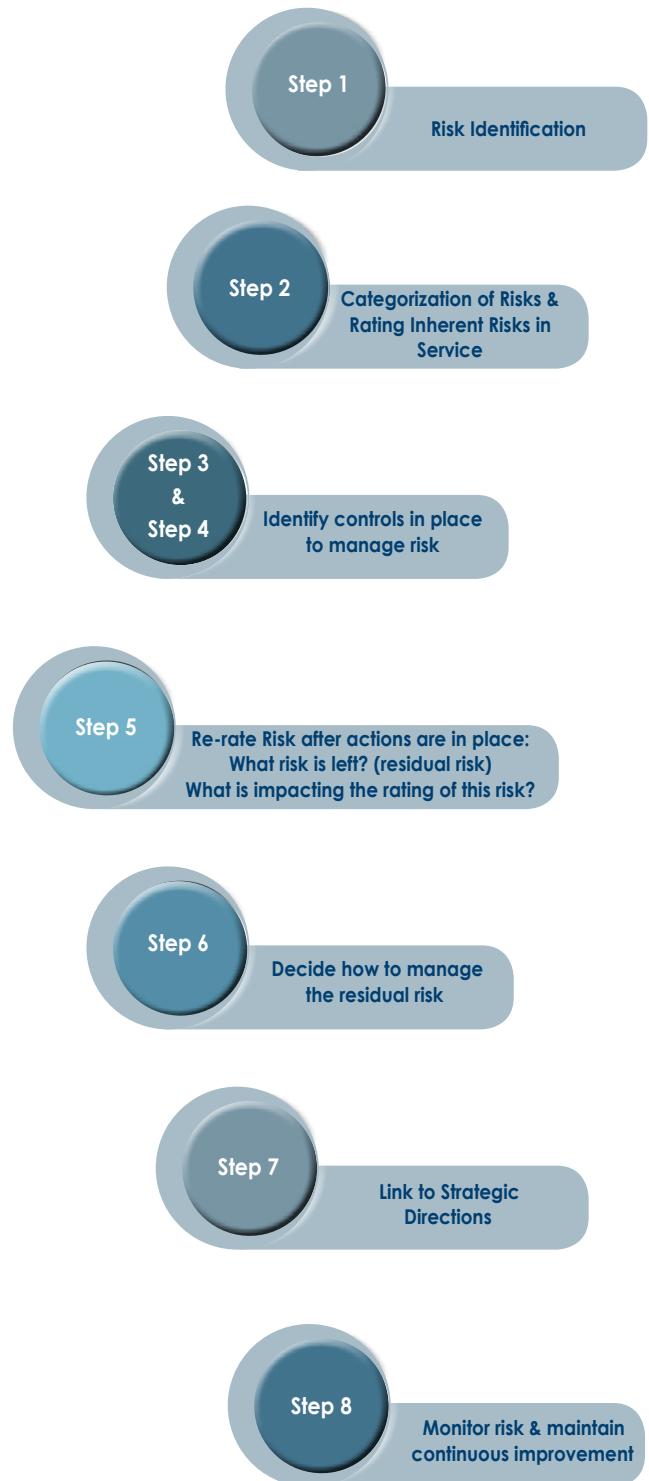 Step 1
Risk Identification
Step 2
Categorization of Risks &
Rating Inherent Risks in
Service
Step 3
&
Step 4
Identify controls in place
to manage risk
Step 5
Re-rate Risk after actions are in place:
What risk is left? (residual risk)
What is impacting the rating of this risk?
Step 6
Decide how to manage
the residual risk
Step 7
Link to Strategic
Directions
Step 8
Monitor risk & maintain
continuous improvement